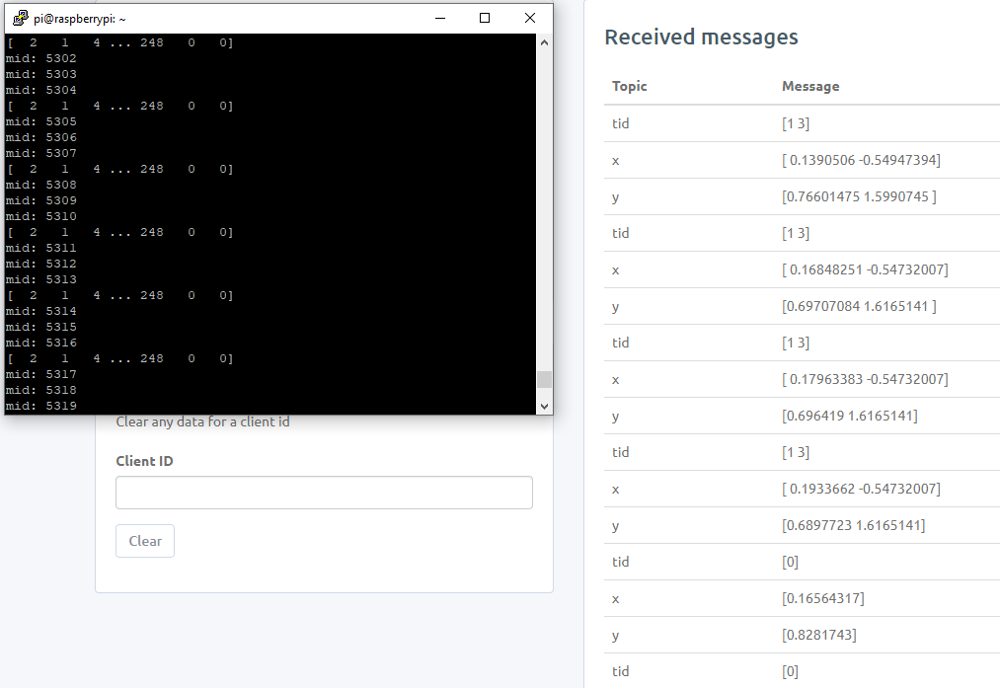 pi@raspberrypi: ~
[  2   1   4 ... 248   0   0]
mid: 5302
mid: 5303
mid: 5304
[  2   1   4 ... 248   0   0]
mid: 5305
mid: 5306
mid: 5307
[  2   1   4 ... 248   0   0]
mid: 5308
mid: 5309
mid: 5310
[  2   1   4 ... 248   0   0]
mid: 5311
mid: 5312
mid: 5313
[  2   1   4 ... 248   0   0]
mid: 5314
mid: 5315
mid: 5316
[  2   1   4 ... 248   0   0]
mid: 5317
mid: 5318
mid: 5319
Clear any data for a client id
Client ID
Clear
Received messages
Topic Message
tid [1 3]
x [ 0.1390506 -0.54947394]
y [0.76601475 1.5990745 ]
tid [1 3]
x [ 0.16848251 -0.54732007]
y [0.69707084 1.6165141 ]
tid [1 3]
x [ 0.17963383 -0.54732007]
y [0.696419 1.6165141]
tid [1 3]
x [ 0.1933662 -0.54732007]
y [0.6897723 1.6165141]
tid [0]
x [0.16564317]
y [0.8281743]
tid [0]